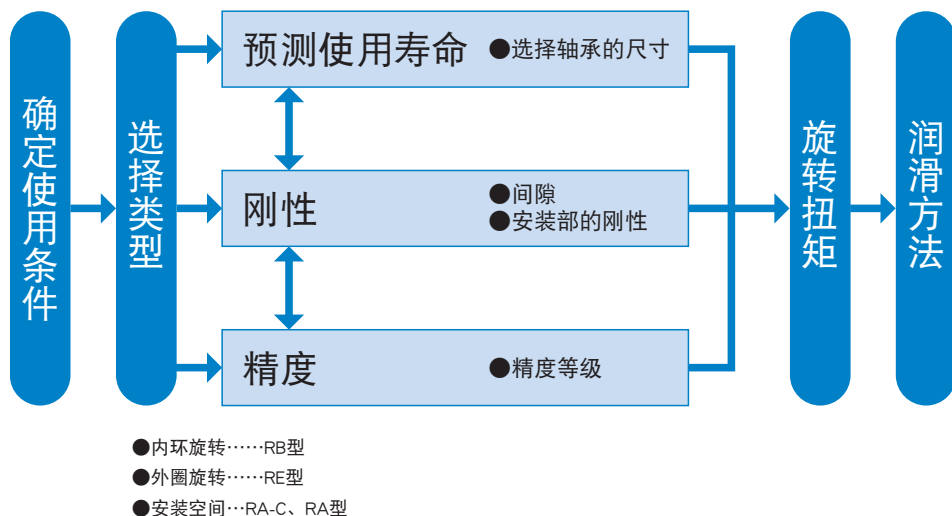 确定使用条件
选择类型
预测使用寿命 ●选择轴承的尺寸
刚性 ●间隙
●安装部的刚性
精度 ●精度等级
旋转扭矩
润滑方法
●内环旋转……RB型
●外圈旋转……RE型
●安装空间…RA-C、RA型